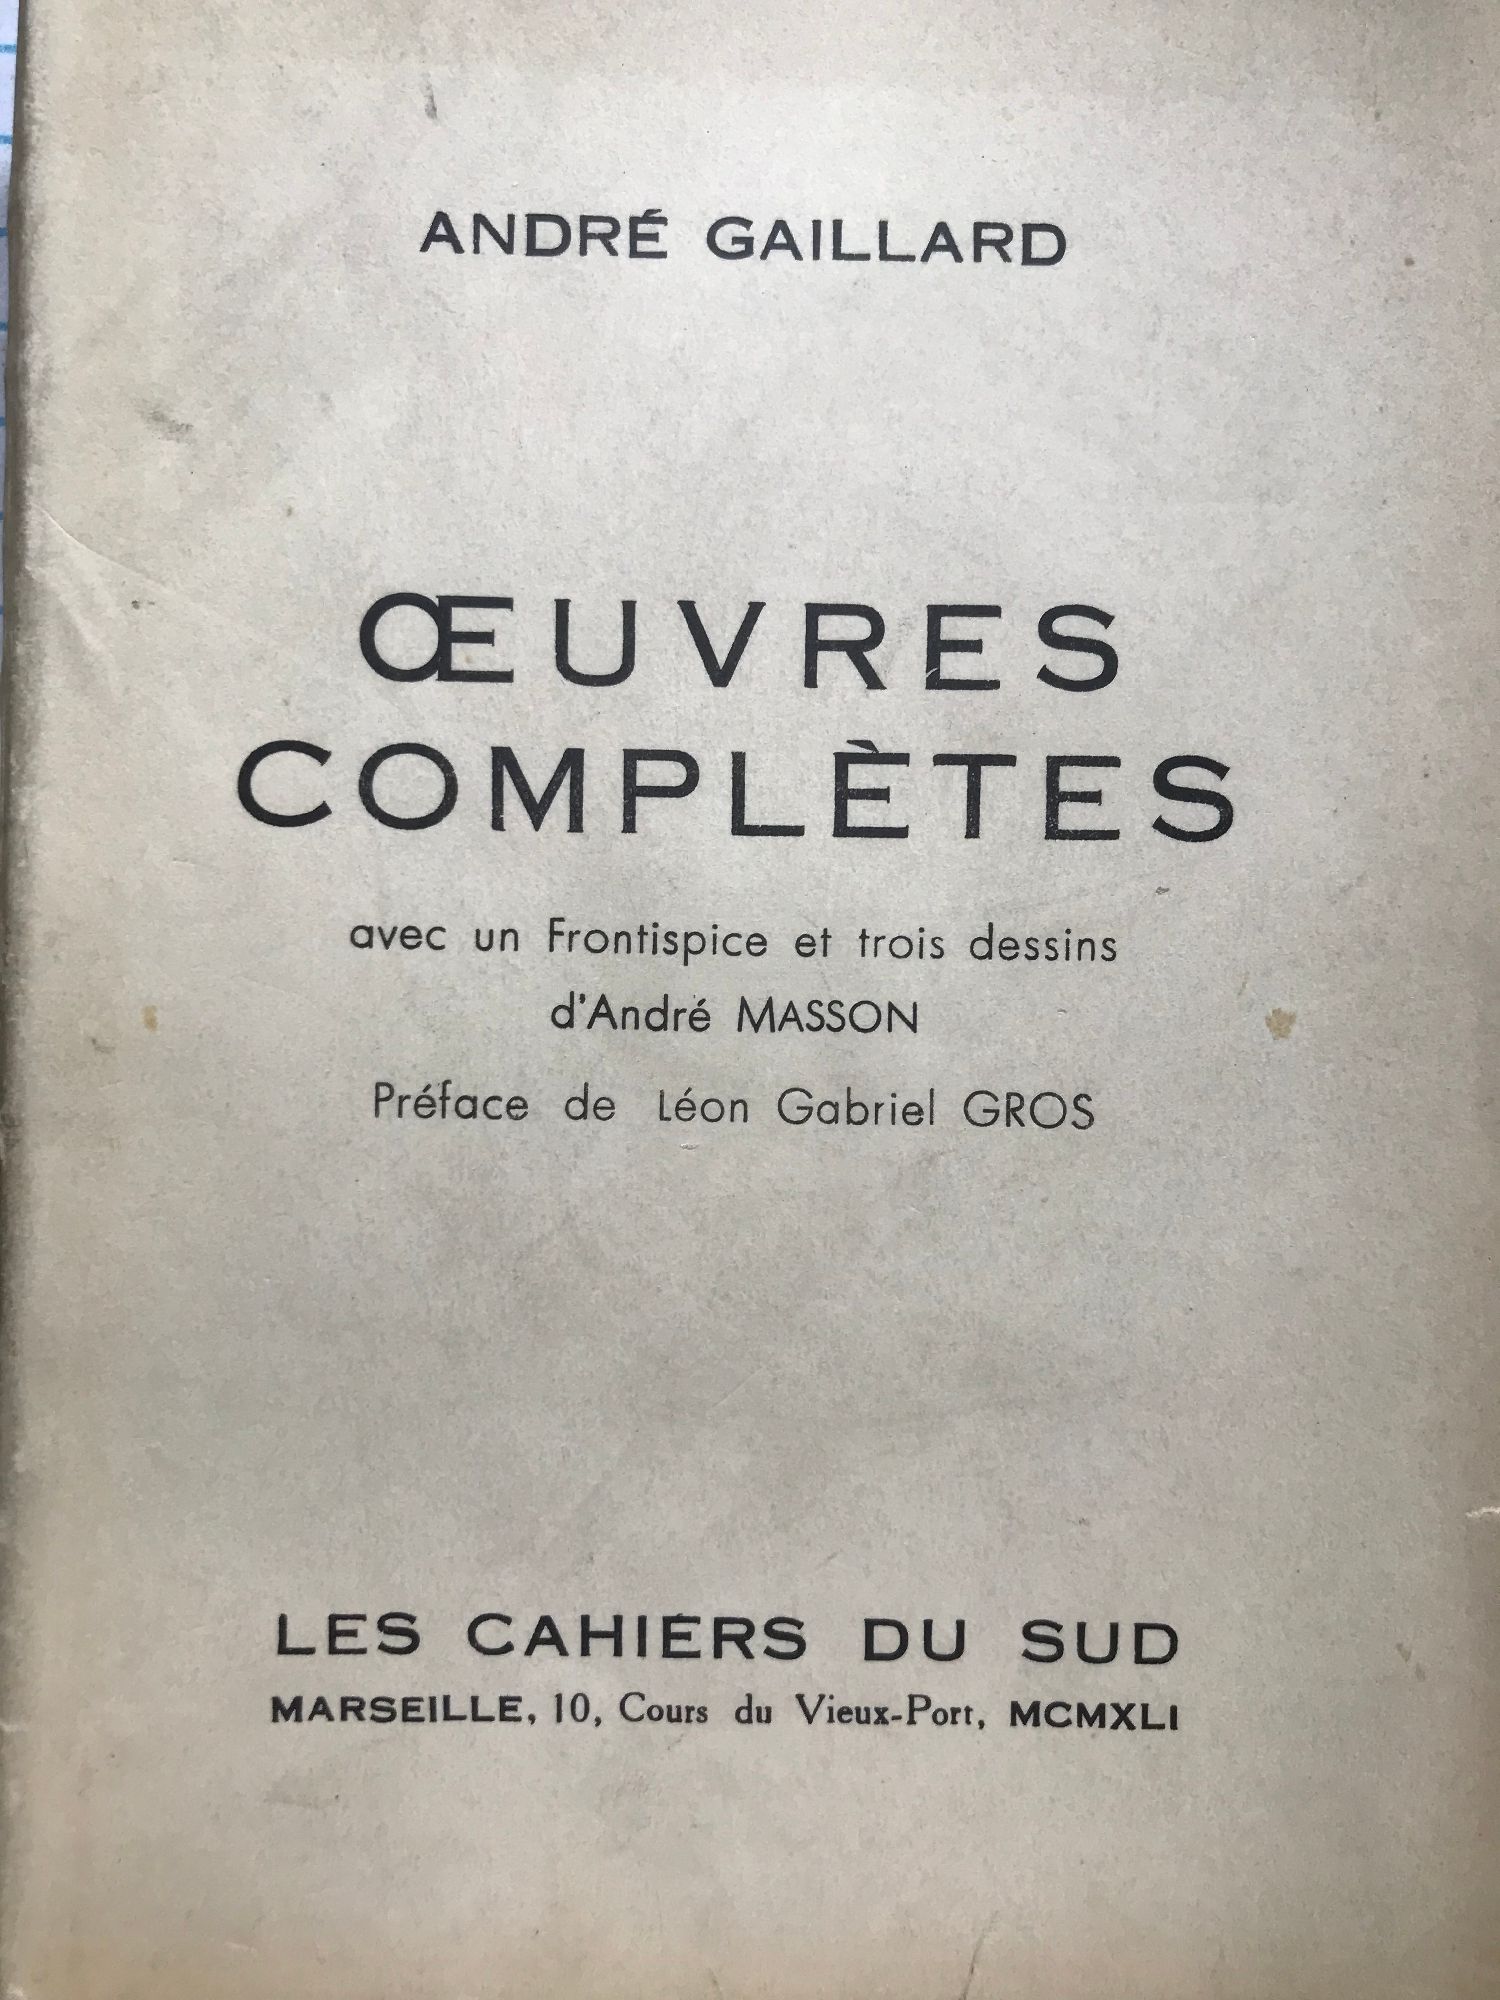 ANDRÉ GAILLARD
ŒUVRES
COMPLÈTES
avec un Frontispice et trois dessins
d'André MASSON
Préface de Léon Gabriel GROS
LES CAHIERS DU SUD
MARSEILLE, 10, Cours du Vieux-Port, MCMXLI